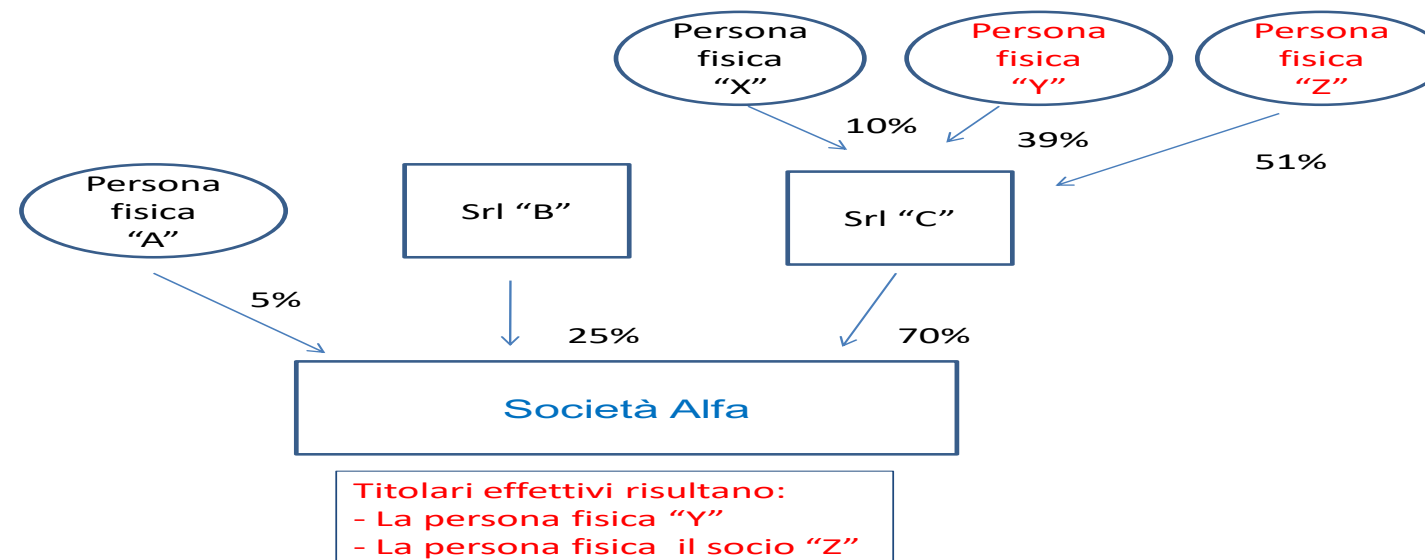 Persona
fisica
“X”
Persona
fisica
“Y”
Persona
fisica
“Z”
10%
39%
51%
Persona
fisica
“A”
Srl “B”
Srl “C”
5%
25%
70%
Società Alfa
Titolari effettivi risultano:
- La persona fisica “Y”
- La persona fisica  il socio “Z”